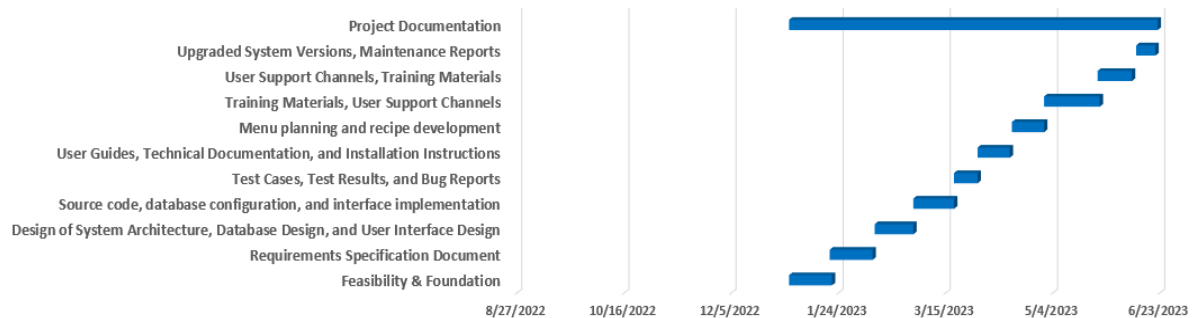 Project Documentation
Upgraded System Versions, Maintenance Reports
User Support Channels, Training Materials
Training Materials, User Support Channels
Menu planning and recipe development
User Guides, Technical Documentation, and Installation Instructions
Test Cases, Test Results, and Bug Reports
Source code, database configuration, and interface implementation
Design of System Architecture, Database Design, and User Interface Design
Requirements Specification Document
Feasibility & Foundation
8/27/2022 10/16/2022 12/5/2022 1/24/2023 3/15/2023 5/4/2023 6/23/2023